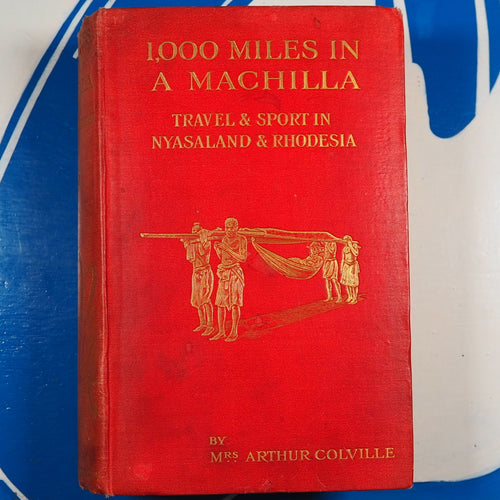 1,000 MILES IN
A MACHILLA
TRAVEL & SPORT IN
NYASALAND & RHODESIA
BY
MRS ARTHUR COLVILLE